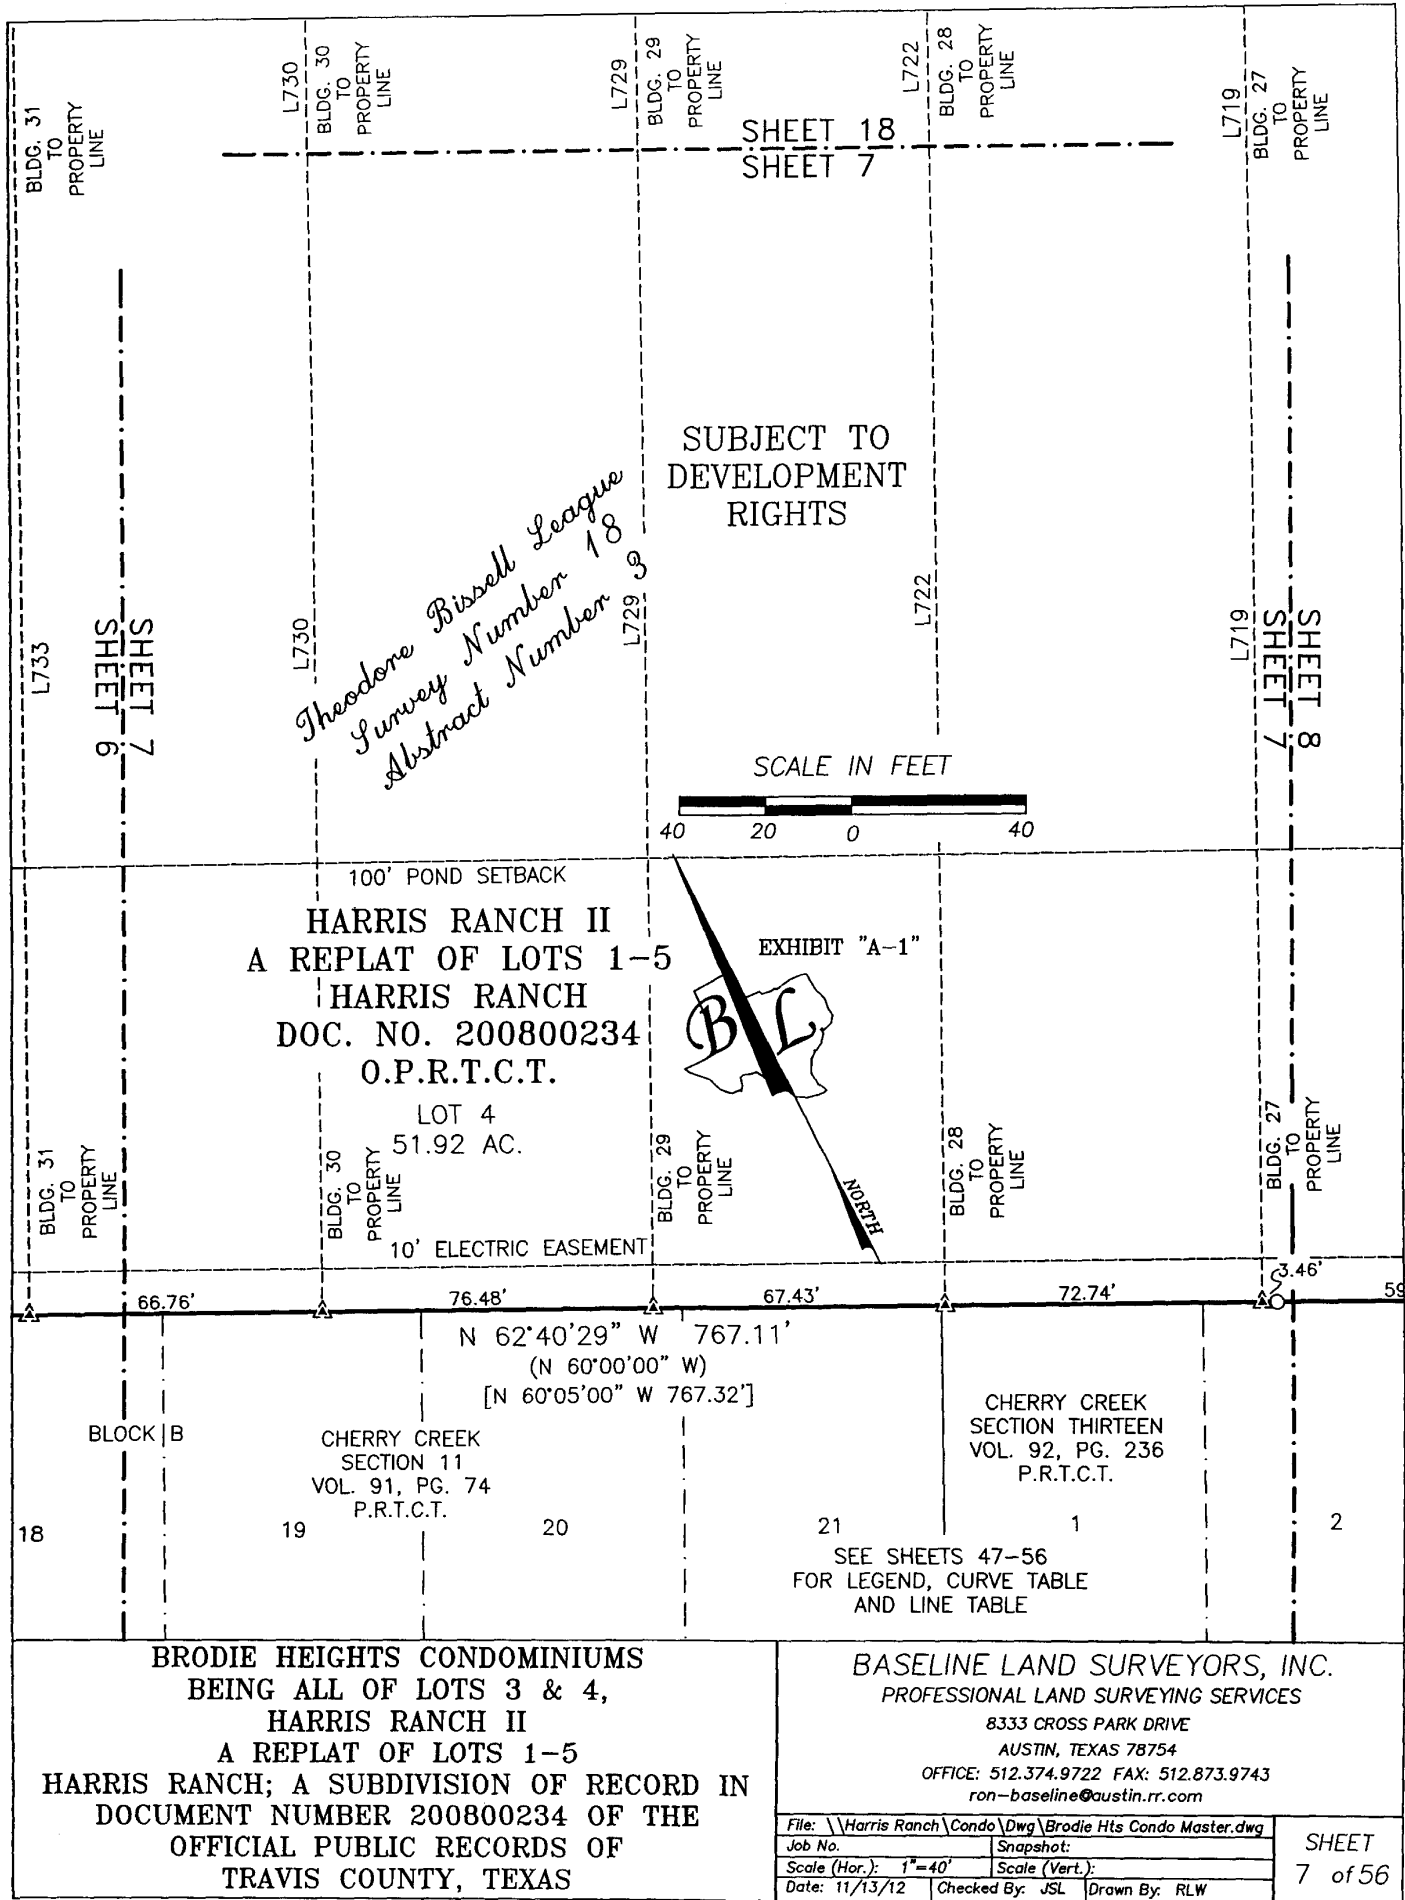 L730
BLDG. 30
TO
PROPERTY
LINE
L729
BLDG. 29
TO
PROPERTY
LINE
L722
BLDG. 28
TO
PROPERTY
LINE
L719
BLDG. 27
TO
PROPERTY
LINE
BLDG. 31
TO
PROPERTY
LINE
SHEET 18
SHEET 7
SUBJECT TO
DEVELOPMENT
RIGHTS
Theodore Bissell League
Survey Number 18
Abstract Number 3
L733
SHEET 7
SHEET 6
L730
L729
L722
L719
SHEET 8
SHEET 7
SCALE IN FEET
40 20 0 40
100' POND SETBACK
HARRIS RANCH II
A REPLAT OF LOTS 1-5
HARRIS RANCH
DOC. NO. 200800234
O.P.R.T.C.T.
LOT 4
51.92 AC.
EXHIBIT "A-1"
B L
NORTH
BLDG. 31
TO
PROPERTY
LINE
BLDG. 30
TO
PROPERTY
LINE
BLDG. 29
TO
PROPERTY
LINE
BLDG. 28
TO
PROPERTY
LINE
BLDG. 27
TO
PROPERTY
LINE
10' ELECTRIC EASEMENT
66.76' 76.48' 67.43' 72.74' 3.46' 59
N 62°40'29" W 767.11'
(N 60°00'00" W)
[N 60°05'00" W 767.32']
BLOCK B
CHERRY CREEK
SECTION 11
VOL. 91, PG. 74
P.R.T.C.T.
CHERRY CREEK
SECTION THIRTEEN
VOL. 92, PG. 236
P.R.T.C.T.
18 19 20 21 1 2
SEE SHEETS 47-56
FOR LEGEND, CURVE TABLE
AND LINE TABLE
BRODIE HEIGHTS CONDOMINIUMS
BEING ALL OF LOTS 3 & 4,
HARRIS RANCH II
A REPLAT OF LOTS 1-5
HARRIS RANCH; A SUBDIVISION OF RECORD IN
DOCUMENT NUMBER 200800234 OF THE
OFFICIAL PUBLIC RECORDS OF
TRAVIS COUNTY, TEXAS
BASELINE LAND SURVEYORS, INC.
PROFESSIONAL LAND SURVEYING SERVICES
8333 CROSS PARK DRIVE
AUSTIN, TEXAS 78754
OFFICE: 512.374.9722 FAX: 512.873.9743
ron-baseline@austin.rr.com
File: \\Harris Ranch\Condo\Dwg\Brodie Hts Condo Master.dwg
Job No. Snapshot:
Scale (Hor.): 1"=40' Scale (Vert.):
Date: 11/13/12 Checked By: JSL Drawn By: RLW
SHEET
7 of 56